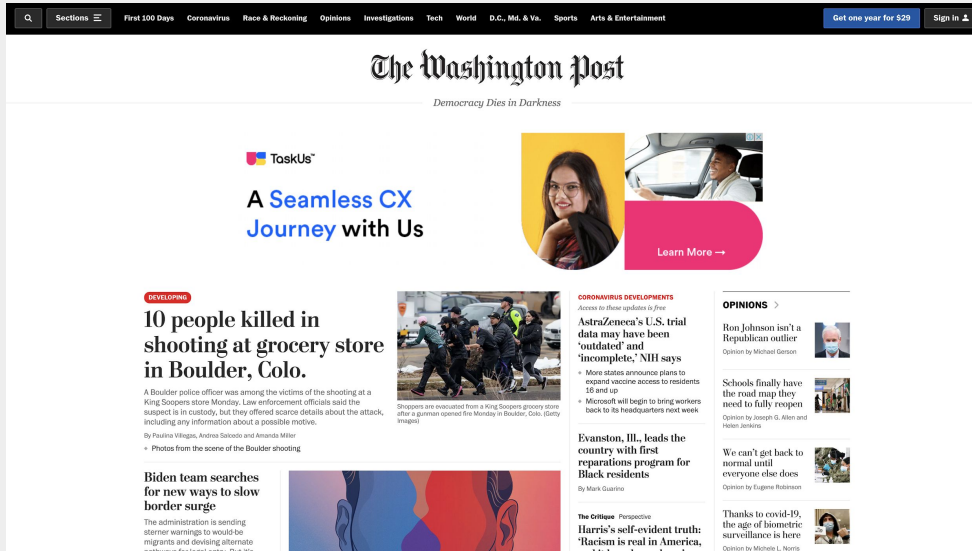 Sections
First 100 Days
Coronavirus
Race & Reckoning
Opinions
Investigations
Tech
World
D.C., Md. & Va.
Sports
Arts & Entertainment
Get one year for $29
Sign in
The Washington Post
Democracy Dies in Darkness
TaskUs™
A Seamless CX
Journey with Us
Learn More →
DEVELOPING
10 people killed in
shooting at grocery store
in Boulder, Colo.
A Boulder police officer was among the victims of the shooting at a
King Soopers store Monday. Law enforcement officials said the
suspect is in custody, but they offered scarce details about the attack,
including any information about a possible motive.
By Paulina Villegas, Andrea Salcedo and Amanda Miller
Photos from the scene of the Boulder shooting
Shoppers are evacuated from a King Soopers grocery store
after a gunman opened fire Monday in Boulder, Colo. (Getty
Images)
Biden team searches
for new ways to slow
border surge
The administration is sending
sterner warnings to would-be
migrants and devising alternate
CORONAVIRUS DEVELOPMENTS
Access to these updates is free
AstraZeneca's U.S. trial
data may have been
'outdated' and
'incomplete,' NIH says
More states announce plans to
expand vaccine access to residents
16 and up
Microsoft will begin to bring workers
back to its headquarters next week
Evanston, Ill., leads the
country with first
reparations program for
Black residents
By Mark Guarino
The Critique Perspective
Harris's self-evident truth:
'Racism is real in America,
OPINIONS >
Ron Johnson isn't a
Republican outlier
Opinion by Michael Gerson
Schools finally have
the road map they
need to fully reopen
Opinion by Joseph G. Allen and
Helen Jenkins
We can't get back to
normal until
everyone else does
Opinion by Eugene Robinson
Thanks to covid-19,
the age of biometric
surveillance is here
Opinion by Michele L. Norris